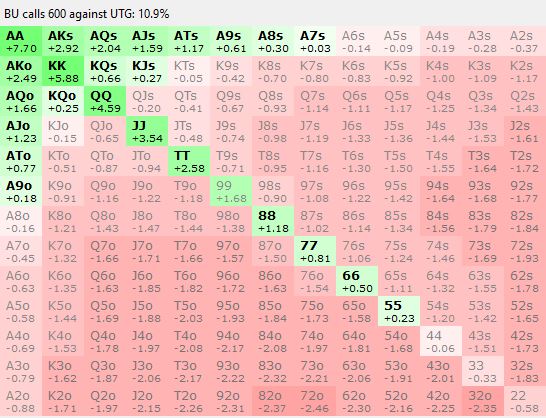 BU calls 600 against UTG: 10.9%
AA AKs AQs AJs ATs A9s A8s A7s A6s A5s A4s A3s A2s
+7.70 +2.92 +2.04 +1.59 +1.17 +0.61 +0.30 +0.03 -0.14 -0.09 -0.19 -0.28 -0.37
AKo KK KQs KJs KTs K9s K8s K7s K6s K5s K4s K3s K2s
+2.49 +5.88 +0.66 +0.27 -0.05 -0.42 -0.70 -0.80 -0.83 -0.92 -1.00 -1.09 -1.17
AQo KQo QQ QJs QTs Q9s Q8s Q7s Q6s Q5s Q4s Q3s Q2s
+1.66 +0.25 +4.59 -0.20 -0.41 -0.67 -0.93 -1.14 -1.11 -1.17 -1.25 -1.34 -1.43
AJo KJo QJo JJ JTs J9s J8s J7s J6s J5s J4s J3s J2s
+1.23 -0.15 -0.65 +3.54 -0.48 -0.74 -0.98 -1.19 -1.33 -1.36 -1.44 -1.53 -1.61
ATo KTo QTo JTo TT T9s T8s T7s T6s T5s T4s T3s T2s
+0.77 -0.51 -0.87 -0.94 +2.58 -0.71 -0.95 -1.16 -1.30 -1.50 -1.55 -1.64 -1.72
A9o K9o Q9o J9o T9o 99 98s 97s 96s 95s 94s 93s 92s
+0.18 -0.91 -1.16 -1.22 -1.18 +1.68 -0.90 -1.08 -1.22 -1.42 -1.64 -1.68 -1.77
A8o K8o Q8o J8o T8o 98o 88 87s 86s 85s 84s 83s 82s
-0.16 -1.21 -1.43 -1.47 -1.44 -1.38 +1.18 -1.02 -1.14 -1.34 -1.56 -1.79 -1.84
A7o K7o Q7o J7o T7o 97o 87o 77 76s 75s 74s 73s 72s
-0.45 -1.32 -1.66 -1.71 -1.66 -1.57 -1.50 +0.81 -1.06 -1.24 -1.46 -1.69 -1.93
A6o K6o Q6o J6o T6o 96o 86o 76o 66 65s 64s 63s 62s
-0.63 -1.35 -1.63 -1.85 -1.81 -1.72 -1.63 -1.54 +0.50 -1.11 -1.32 -1.55 -1.78
A5o K5o Q5o J5o T5o 95o 85o 75o 65o 55 54s 53s 52s
-0.58 -1.44 -1.69 -1.88 -2.03 -1.93 -1.84 -1.73 -1.58 +0.23 -1.20 -1.42 -1.65
A4o K4o Q4o J4o T4o 94o 84o 74o 64o 54o 44 43s 42s
-0.69 -1.53 -1.78 -1.97 -2.08 -2.17 -2.08 -1.97 -1.81 -1.68 -0.06 -1.51 -1.73
A3o K3o Q3o J3o T3o 93o 83o 73o 63o 53o 43o 33 32s
-0.79 -1.62 -1.87 -2.06 -2.17 -2.22 -2.32 -2.21 -2.06 -1.91 -2.01 -0.33 -1.83
A2o K2o Q2o J2o T2o 92o 82o 72o 62o 52o 42o 32o 22
-0.88 -1.71 -1.97 -2.15 -2.26 -2.31 -2.37 -2.46 -2.30 -2.16 -2.25 -2.35 -0.58